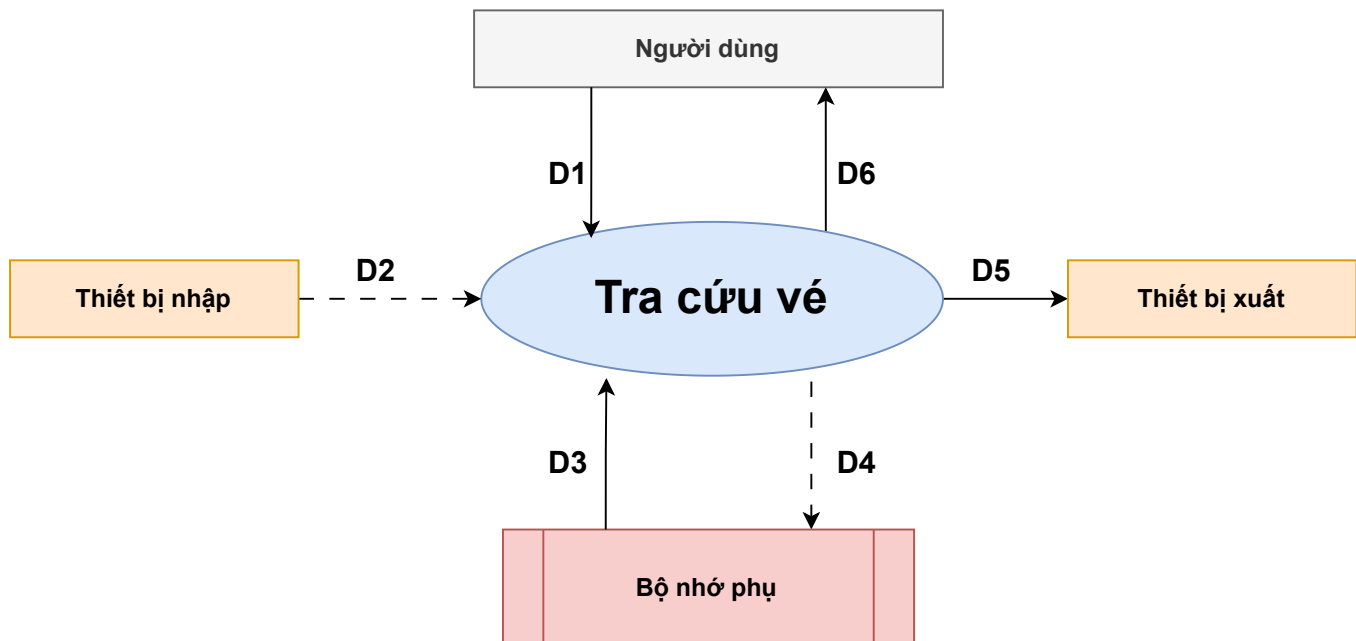 Người dùng
D1
D6
D2
D5
Thiết bị nhập
Tra cứu vé
Thiết bị xuất
D3
D4
Bộ nhớ phụ